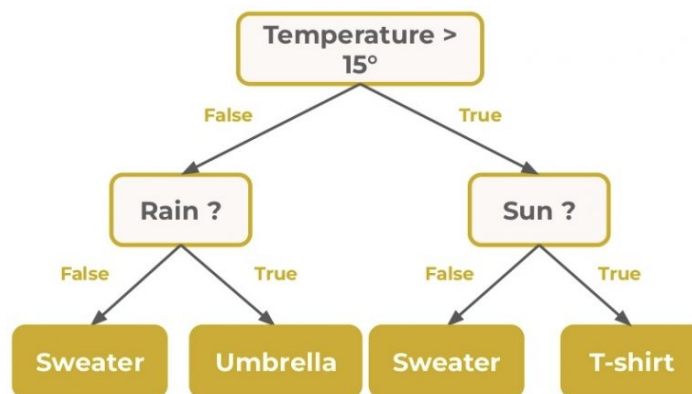 Temperature >
15°
False
True
Rain ?
Sun ?
False
True
False
True
Sweater
Umbrella
Sweater
T-shirt